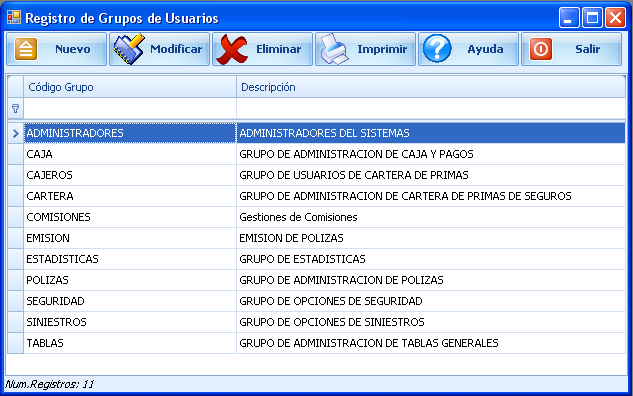 Registro de Grupos de Usuarios
Nuevo Modificar Eliminar Imprimir Ayuda Salir
Código Grupo Descripción
ADMINISTRADORES ADMINISTRADORES DEL SISTEMAS
CAJA GRUPO DE ADMINISTRACION DE CAJA Y PAGOS
CAJEROS GRUPO DE USUARIOS DE CARTERA DE PRIMAS
CARTERA GRUPO DE ADMINISTRACION DE CARTERA DE PRIMAS DE SEGUROS
COMISIONES Gestiones de Comisiones
EMISION EMISION DE POLIZAS
ESTADISTICAS GRUPO DE ESTADISTICAS
POLIZAS GRUPO DE ADMINISTRACION DE POLIZAS
SEGURIDAD GRUPO DE OPCIONES DE SEGURIDAD
SINIESTROS GRUPO DE OPCIONES DE SINIESTROS
TABLAS GRUPO DE ADMINISTRACION DE TABLAS GENERALES
Num.Registros: 11